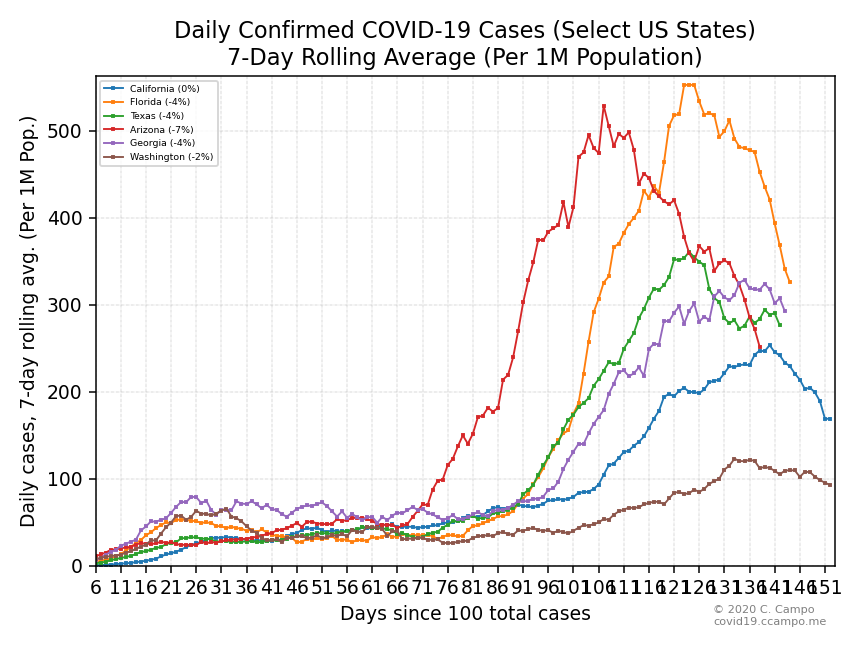 Daily Confirmed COVID-19 Cases (Select US States)
7-Day Rolling Average (Per 1M Population)
Daily cases, 7-day rolling avg. (Per 1M Pop.)
500
400
300
200
100
0
California (0%)
Florida (-4%)
Texas (-4%)
Arizona (-7%)
Georgia (-4%)
Washington (-2%)
6 11 16 21 26 31 36 41 46 51 56 61 66 71 76 81 86 91 96 101 106 111 116 121 126 131 136 141 146 151
Days since 100 total cases
© 2020 C. Campo
covid19.ccampo.me